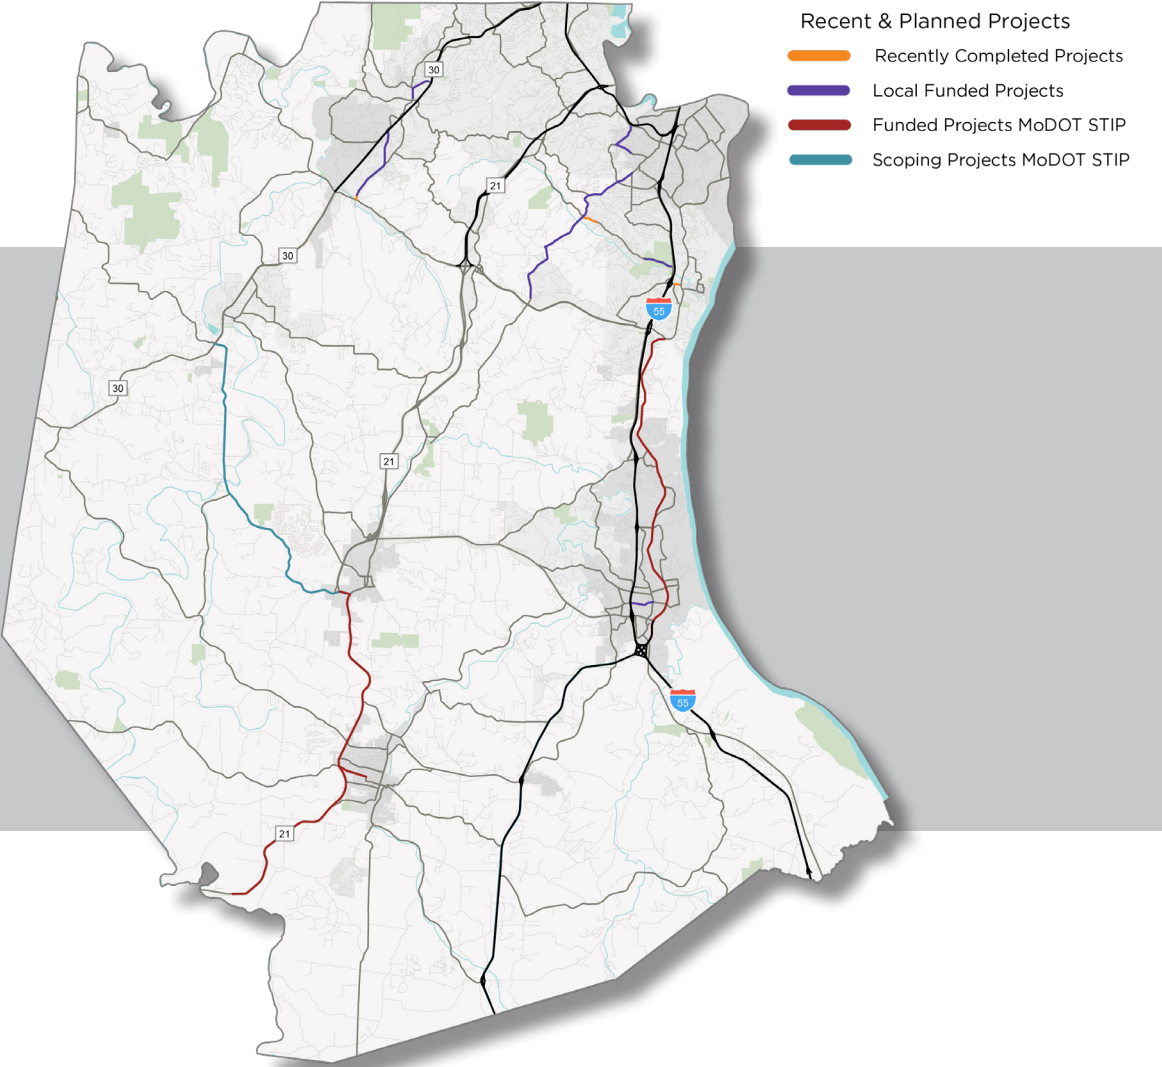 Recent & Planned Projects
Recently Completed Projects
Local Funded Projects
Funded Projects MoDOT STIP
Scoping Projects MoDOT STIP
30
21
30
55
30
21
55
21